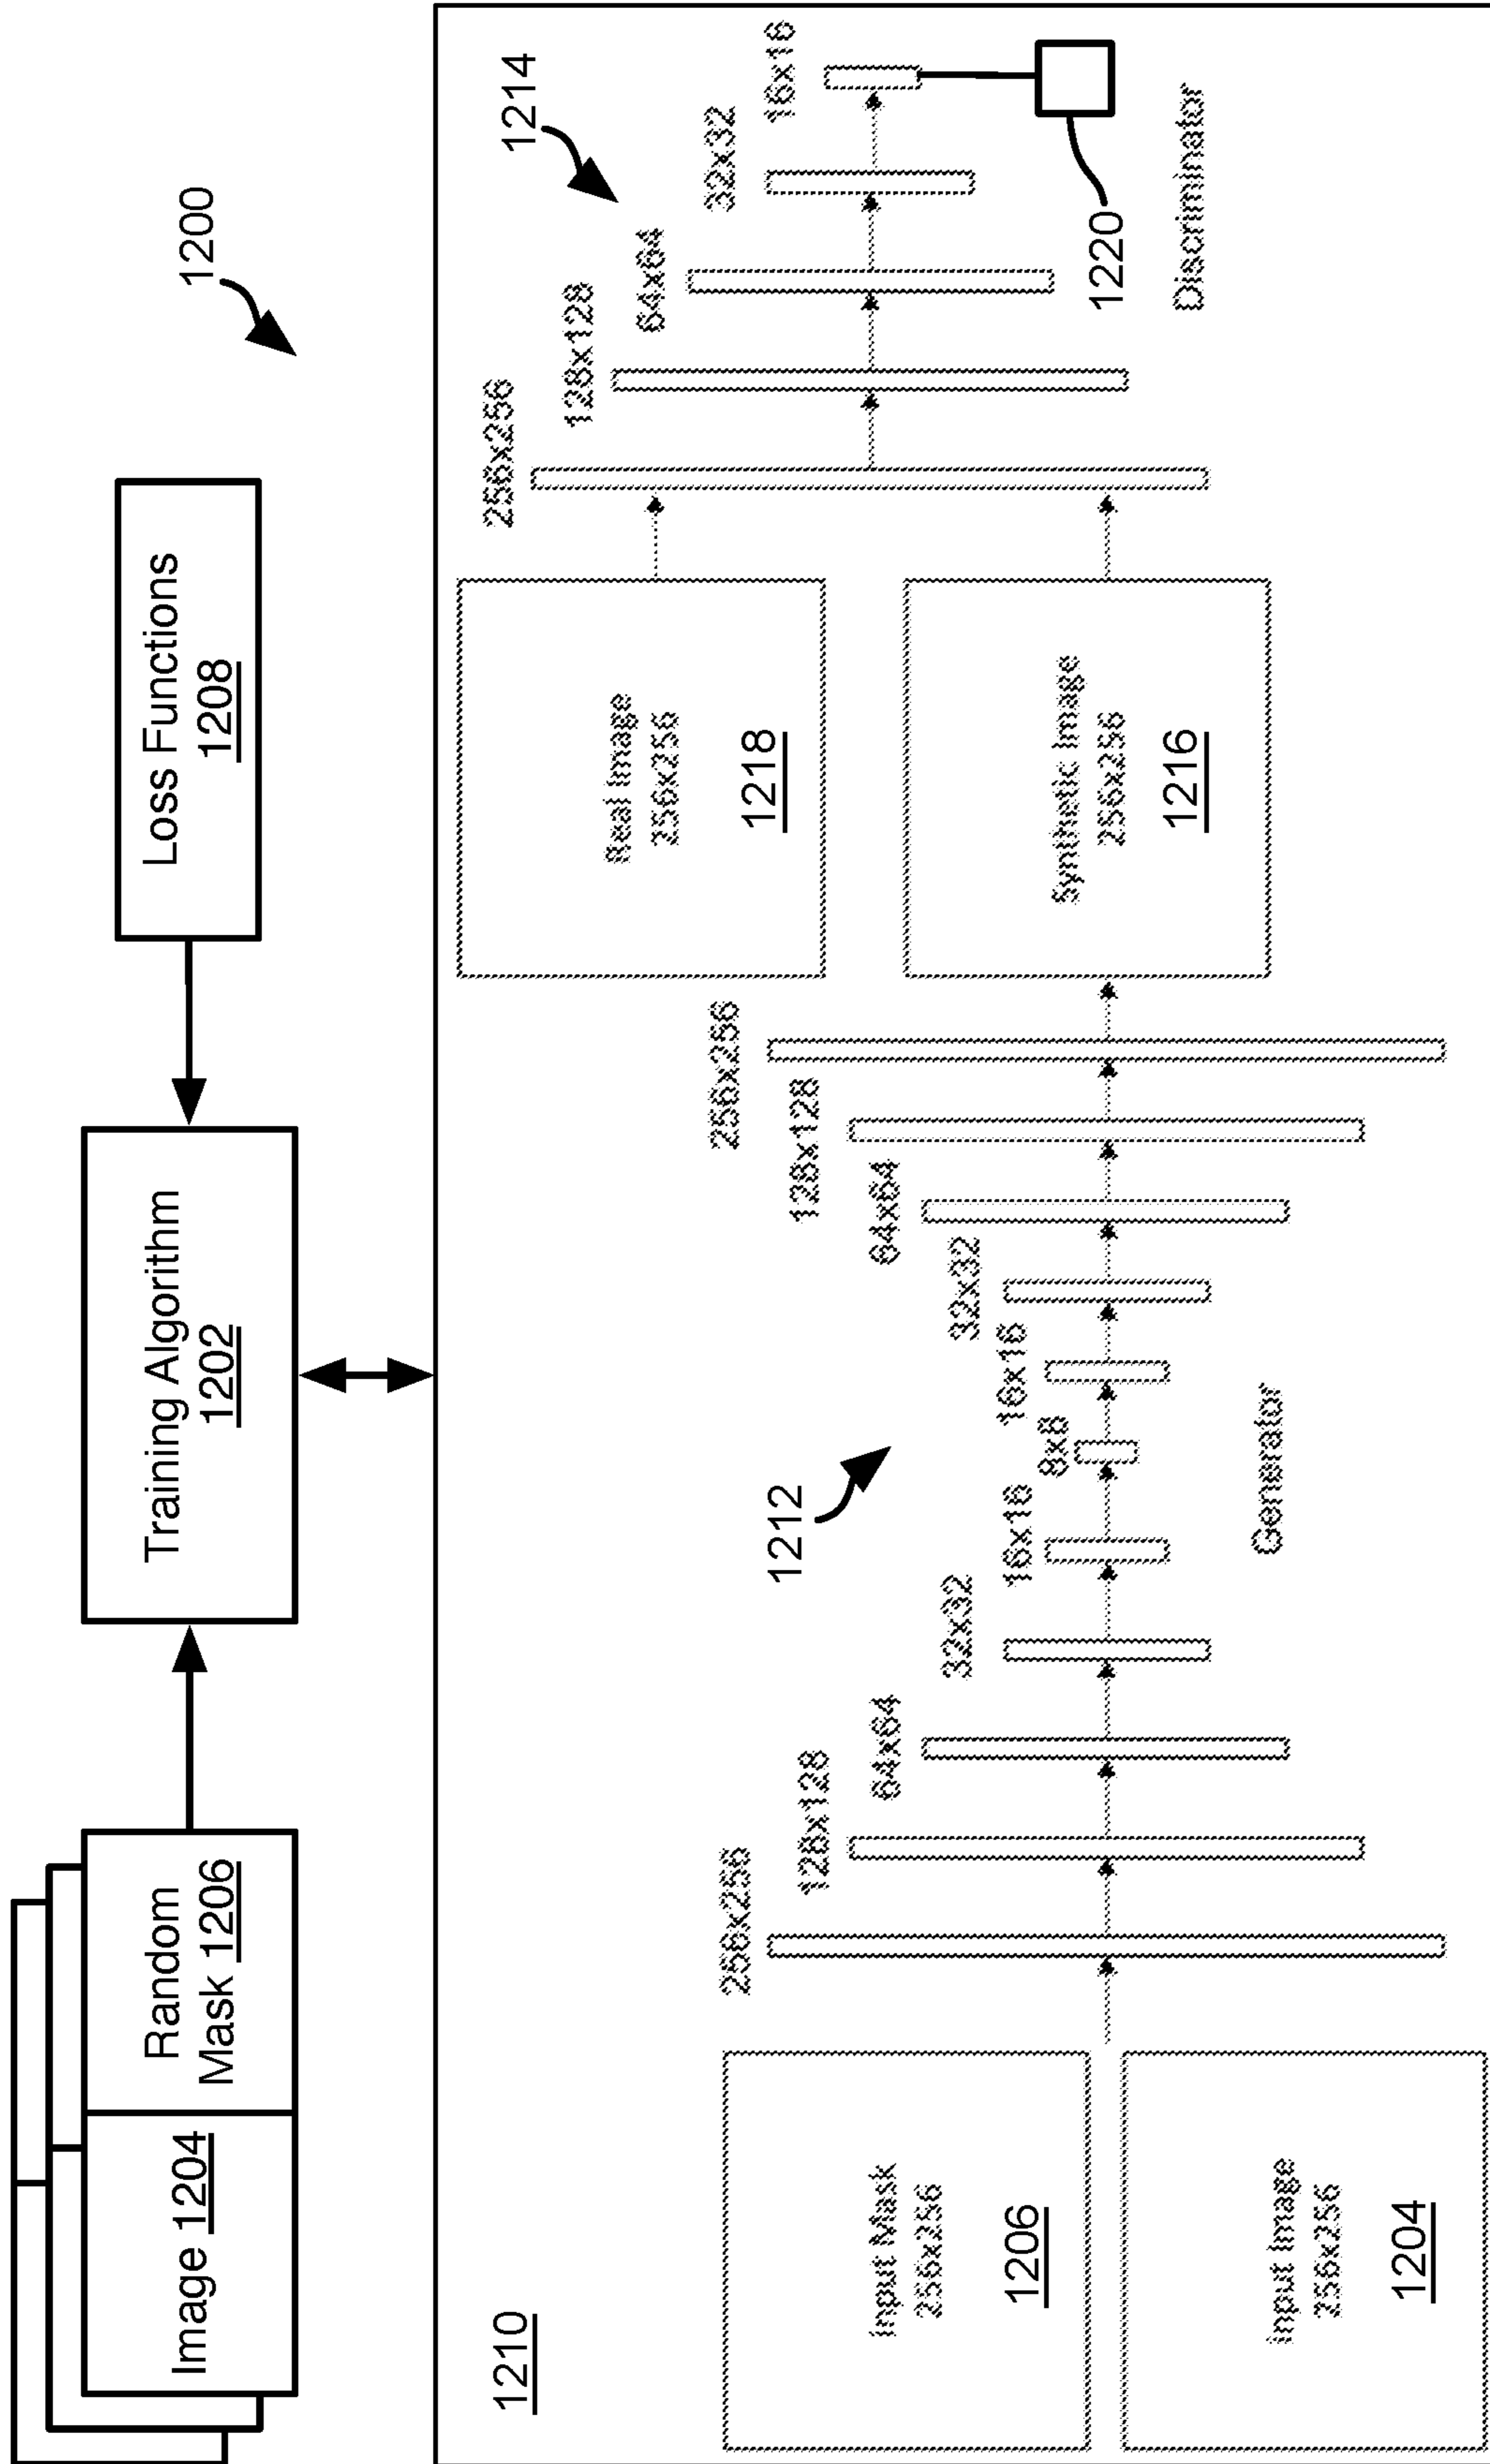 1200
Image 1204
Random
Mask 1206
Training Algorithm
1202
Loss Functions
1208
1210
Input Mask
256x256
1206
Input Image
256x256
1204
256x256
128x128
64x64
32x32
16x16
8x8
16x16
32x32
64x64
128x128
256x256
1212
Generator
Real Image
256x256
1218
Synthetic Image
256x256
1216
256x256
128x128
64x64
32x32
16x16
1214
1220
Discriminator